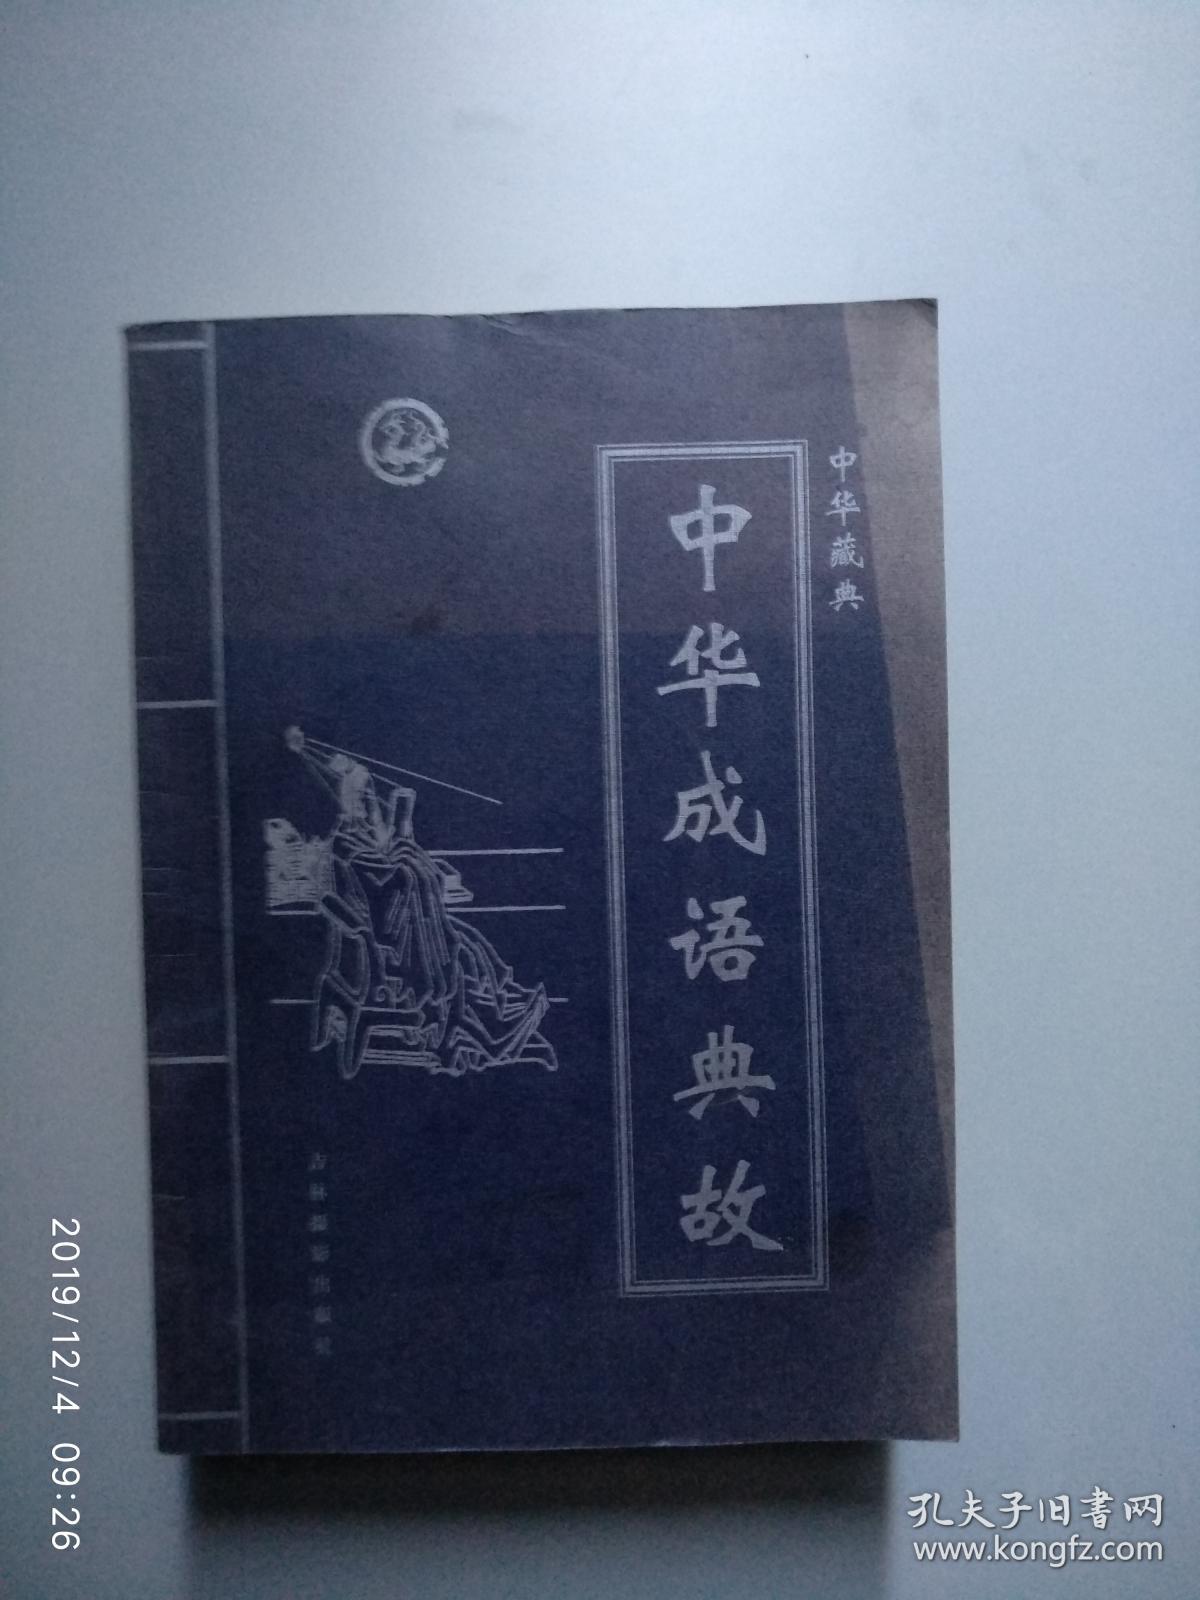 中华藏典
中华成语典故
吉林摄影出版社
2019/12/4 09:26
孔夫子旧书网
www.kongfz.com